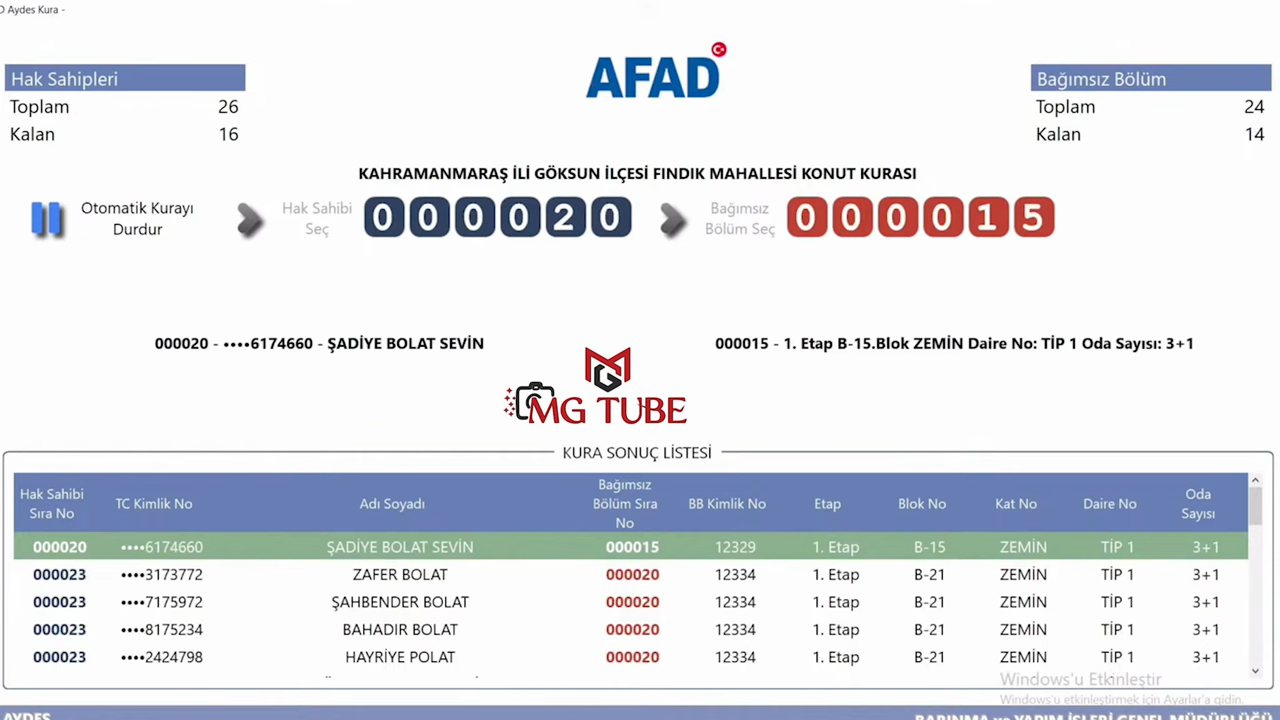 Aydes Kura -
AFAD
Hak Sahipleri
Toplam 26
Kalan 16
Bağımsız Bölüm
Toplam 24
Kalan 14
KAHRAMANMARAŞ İLİ GÖKSUN İLÇESİ FINDIK MAHALLESİ KONUT KURASI
Otomatik Kurayı
Durdur
Hak Sahibi
Seç
000020
Bağımsız
Bölüm Seç
000015
000020 - ••••6174660 - ŞADİYE BOLAT SEVİN
000015 - 1. Etap B-15.Blok ZEMİN Daire No: TİP 1 Oda Sayısı: 3+1
MG TUBE
KURA SONUÇ LİSTESİ
Hak Sahibi Sıra No TC Kimlik No Adı Soyadı Bağımsız Bölüm Sıra No BB Kimlik No Etap Blok No Kat No Daire No Oda Sayısı
000020 ••••6174660 ŞADİYE BOLAT SEVİN 000015 12329 1. Etap B-15 ZEMİN TİP 1 3+1
000023 ••••3173772 ZAFER BOLAT 000020 12334 1. Etap B-21 ZEMİN TİP 1 3+1
000023 ••••7175972 ŞAHBENDER BOLAT 000020 12334 1. Etap B-21 ZEMİN TİP 1 3+1
000023 ••••8175234 BAHADIR BOLAT 000020 12334 1. Etap B-21 ZEMİN TİP 1 3+1
000023 ••••2424798 HAYRİYE POLAT 000020 12334 1. Etap B-21 ZEMİN TİP 1 3+1
Windows'u Etkinleştir
Windows'u etkinleştirmek için Ayarlar'a gidin.
AYDES
BARINMA ve YAPIM İŞLERİ GENEL MÜDÜRLÜĞÜ